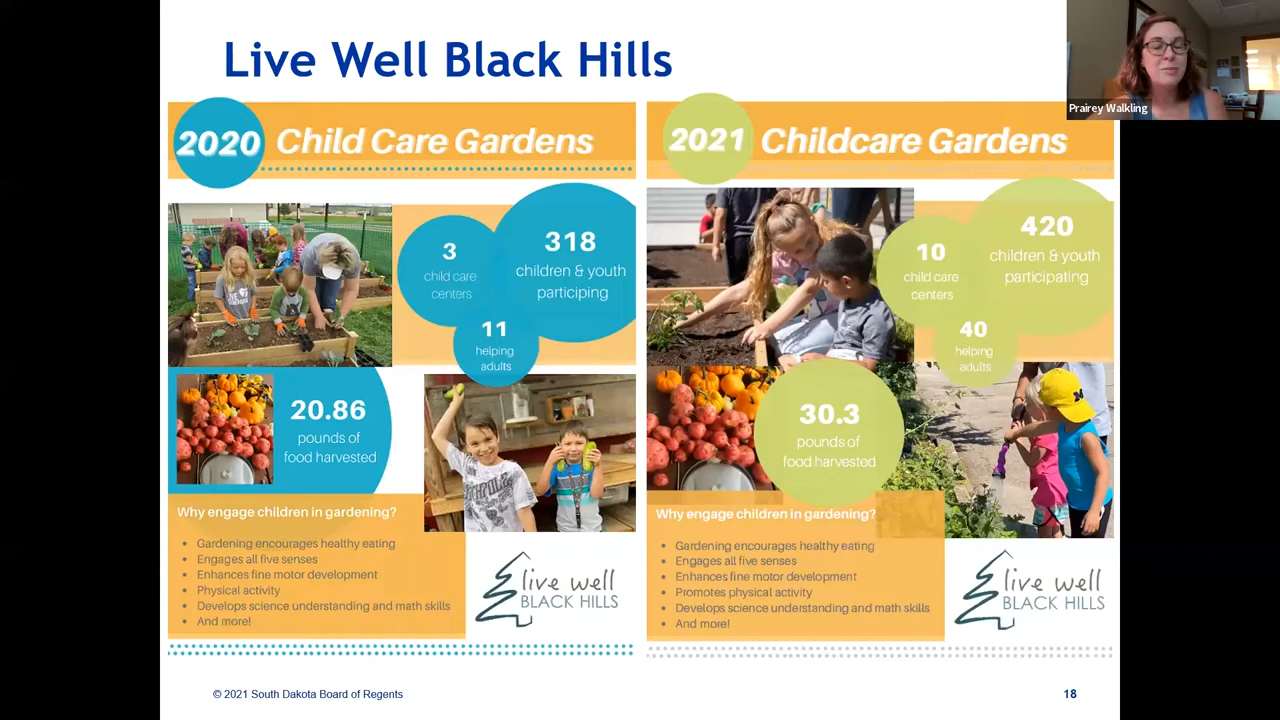 Live Well Black Hills
Prairey Walkling
2020 Child Care Gardens
3
child care
centers
318
children & youth
participing
11
helping
adults
20.86
pounds of
food harvested
Why engage children in gardening?
• Gardening encourages healthy eating
• Engages all five senses
• Enhances fine motor development
• Physical activity
• Develops science understanding and math skills
• And more!
live well
BLACK HILLS
2021 Childcare Gardens
10
child care
centers
420
children & youth
participating
40
helping
adults
30.3
pounds of
food harvested
Why engage children in gardening?
• Gardening encourages healthy eating
• Engages all five senses
• Enhances fine motor development
• Promotes physical activity
• Develops science understanding and math skills
• And more!
live well
BLACK HILLS
© 2021 South Dakota Board of Regents
18